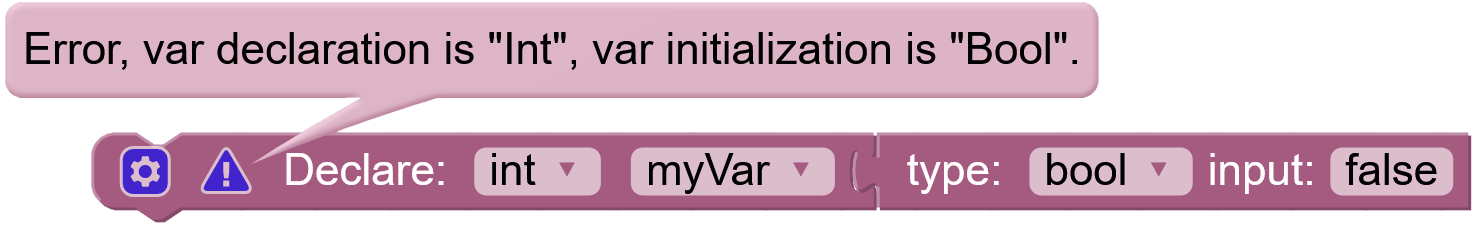 Error, var declaration is "Int", var initialization is "Bool".
Declare: int myVar type: bool input: false